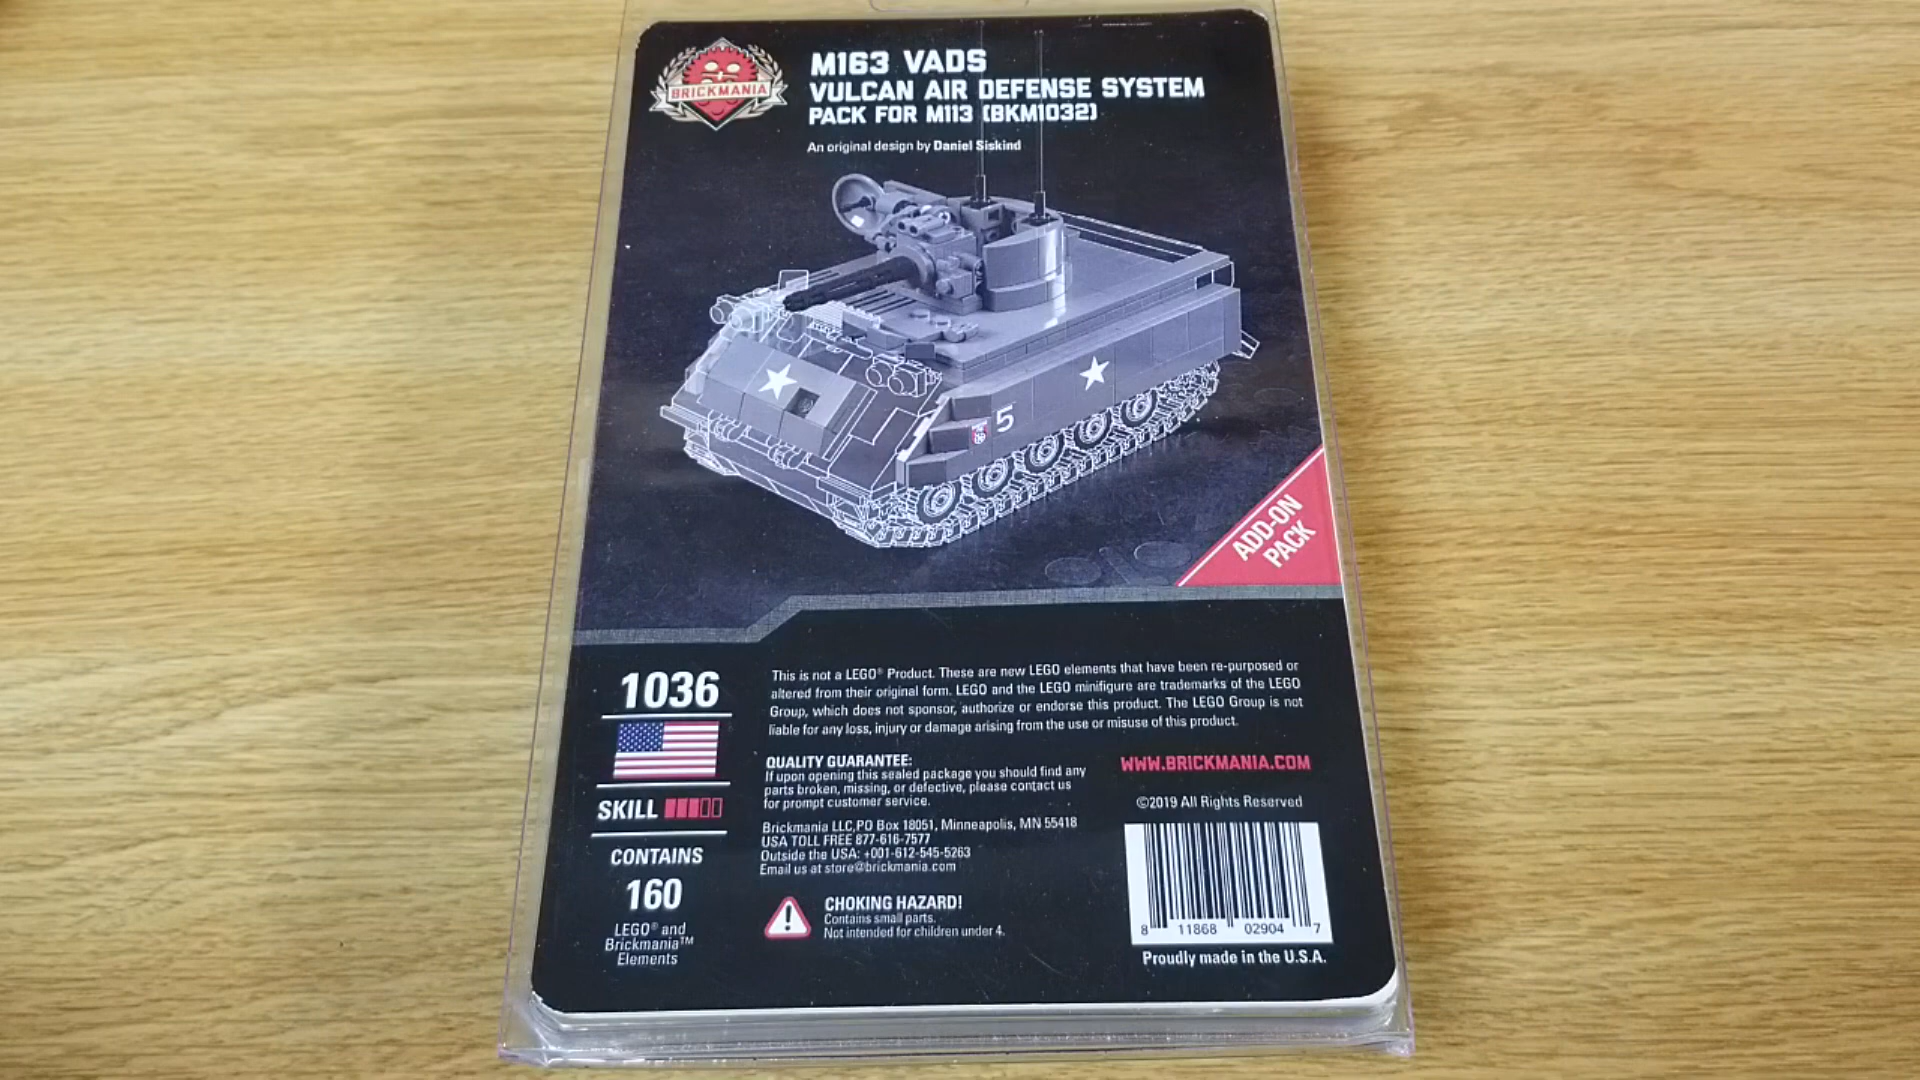 BRICKMANIA
M163 VADS
VULCAN AIR DEFENSE SYSTEM
PACK FOR M113 (BKM1032)
An original design by Daniel Siskind
5
ADD-ON
PACK
1036
SKILL
CONTAINS
160
LEGO® and
Brickmania™
Elements
This is not a LEGO® Product. These are new LEGO elements that have been re-purposed or
altered from their original form. LEGO and the LEGO minifigure are trademarks of the LEGO
Group, which does not sponsor, authorize or endorse this product. The LEGO Group is not
liable for any loss, injury or damage arising from the use or misuse of this product.
QUALITY GUARANTEE:
If upon opening this sealed package you should find any
parts broken, missing, or defective, please contact us
for prompt customer service.
Brickmania LLC,PO Box 18051, Minneapolis, MN 55418
USA TOLL FREE 877-616-7577
Outside the USA: +001-612-545-5263
Email us at store@brickmania.com
CHOKING HAZARD!
Contains small parts.
Not intended for children under 4.
WWW.BRICKMANIA.COM
©2019 All Rights Reserved
8 11868 02904 7
Proudly made in the U.S.A.